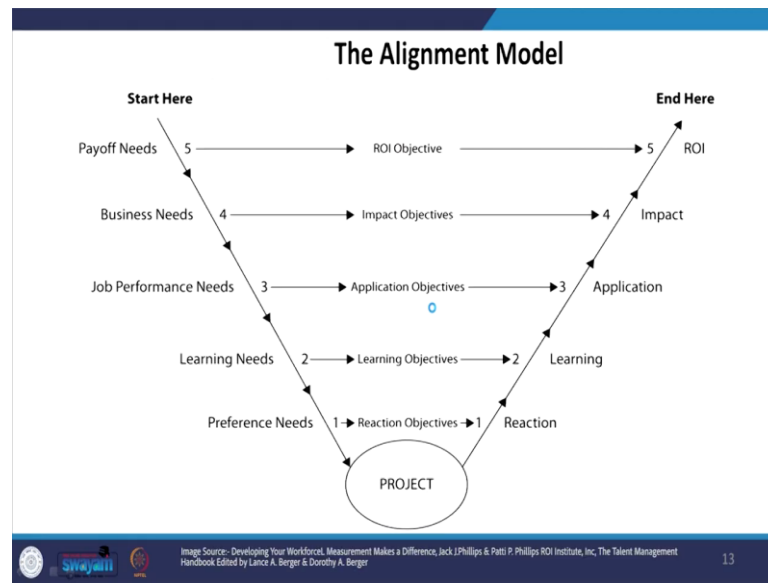 The Alignment Model
Start Here
End Here
Payoff Needs 5 ROI Objective 5 ROI
Business Needs 4 Impact Objectives 4 Impact
Job Performance Needs 3 Application Objectives 3 Application
Learning Needs 2 Learning Objectives 2 Learning
Preference Needs 1 Reaction Objectives 1 Reaction
PROJECT
swayam
Image Source:- Developing Your Workforcel. Measurement Makes a Difference, Jack J.Phillips & Patti P. Phillips ROI Institute, Inc, The Talent Management
Handbook Edited by Lance A. Berger & Dorothy A. Berger
13